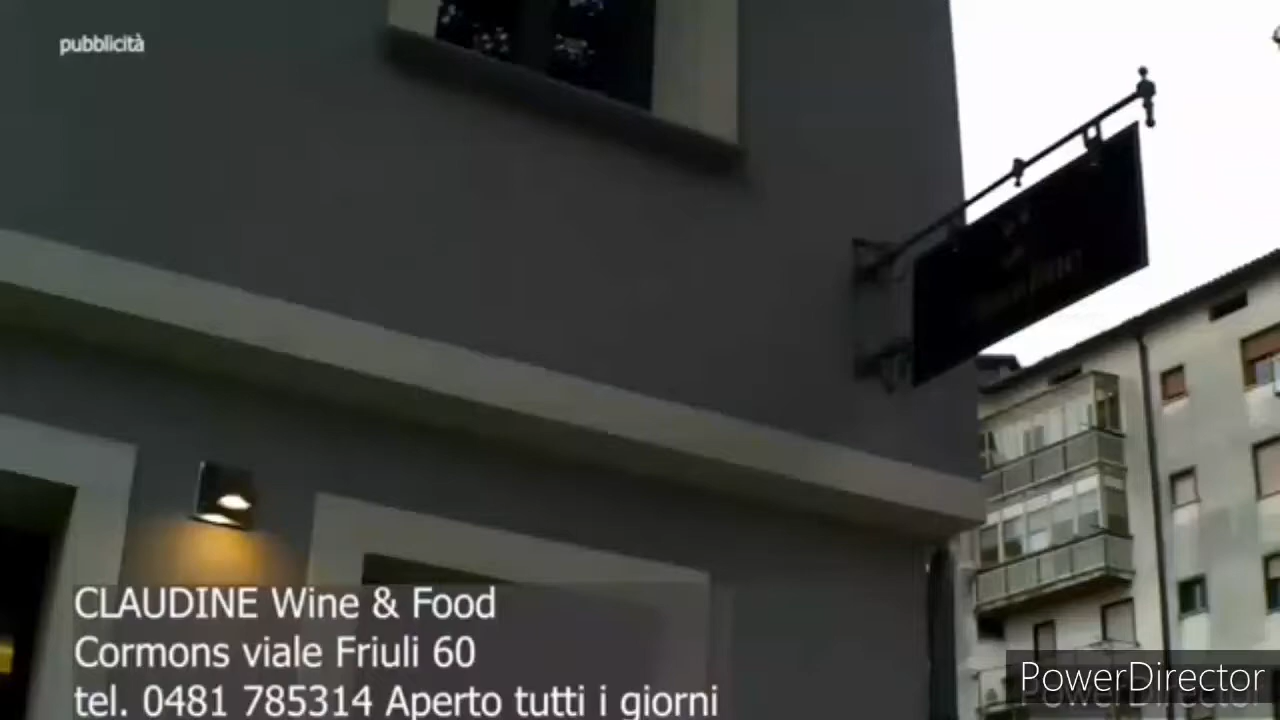 pubblicità
CLAUDINE Wine & Food
Cormons viale Friuli 60
tel. 0481 785314 Aperto tutti i giorni
PowerDirector